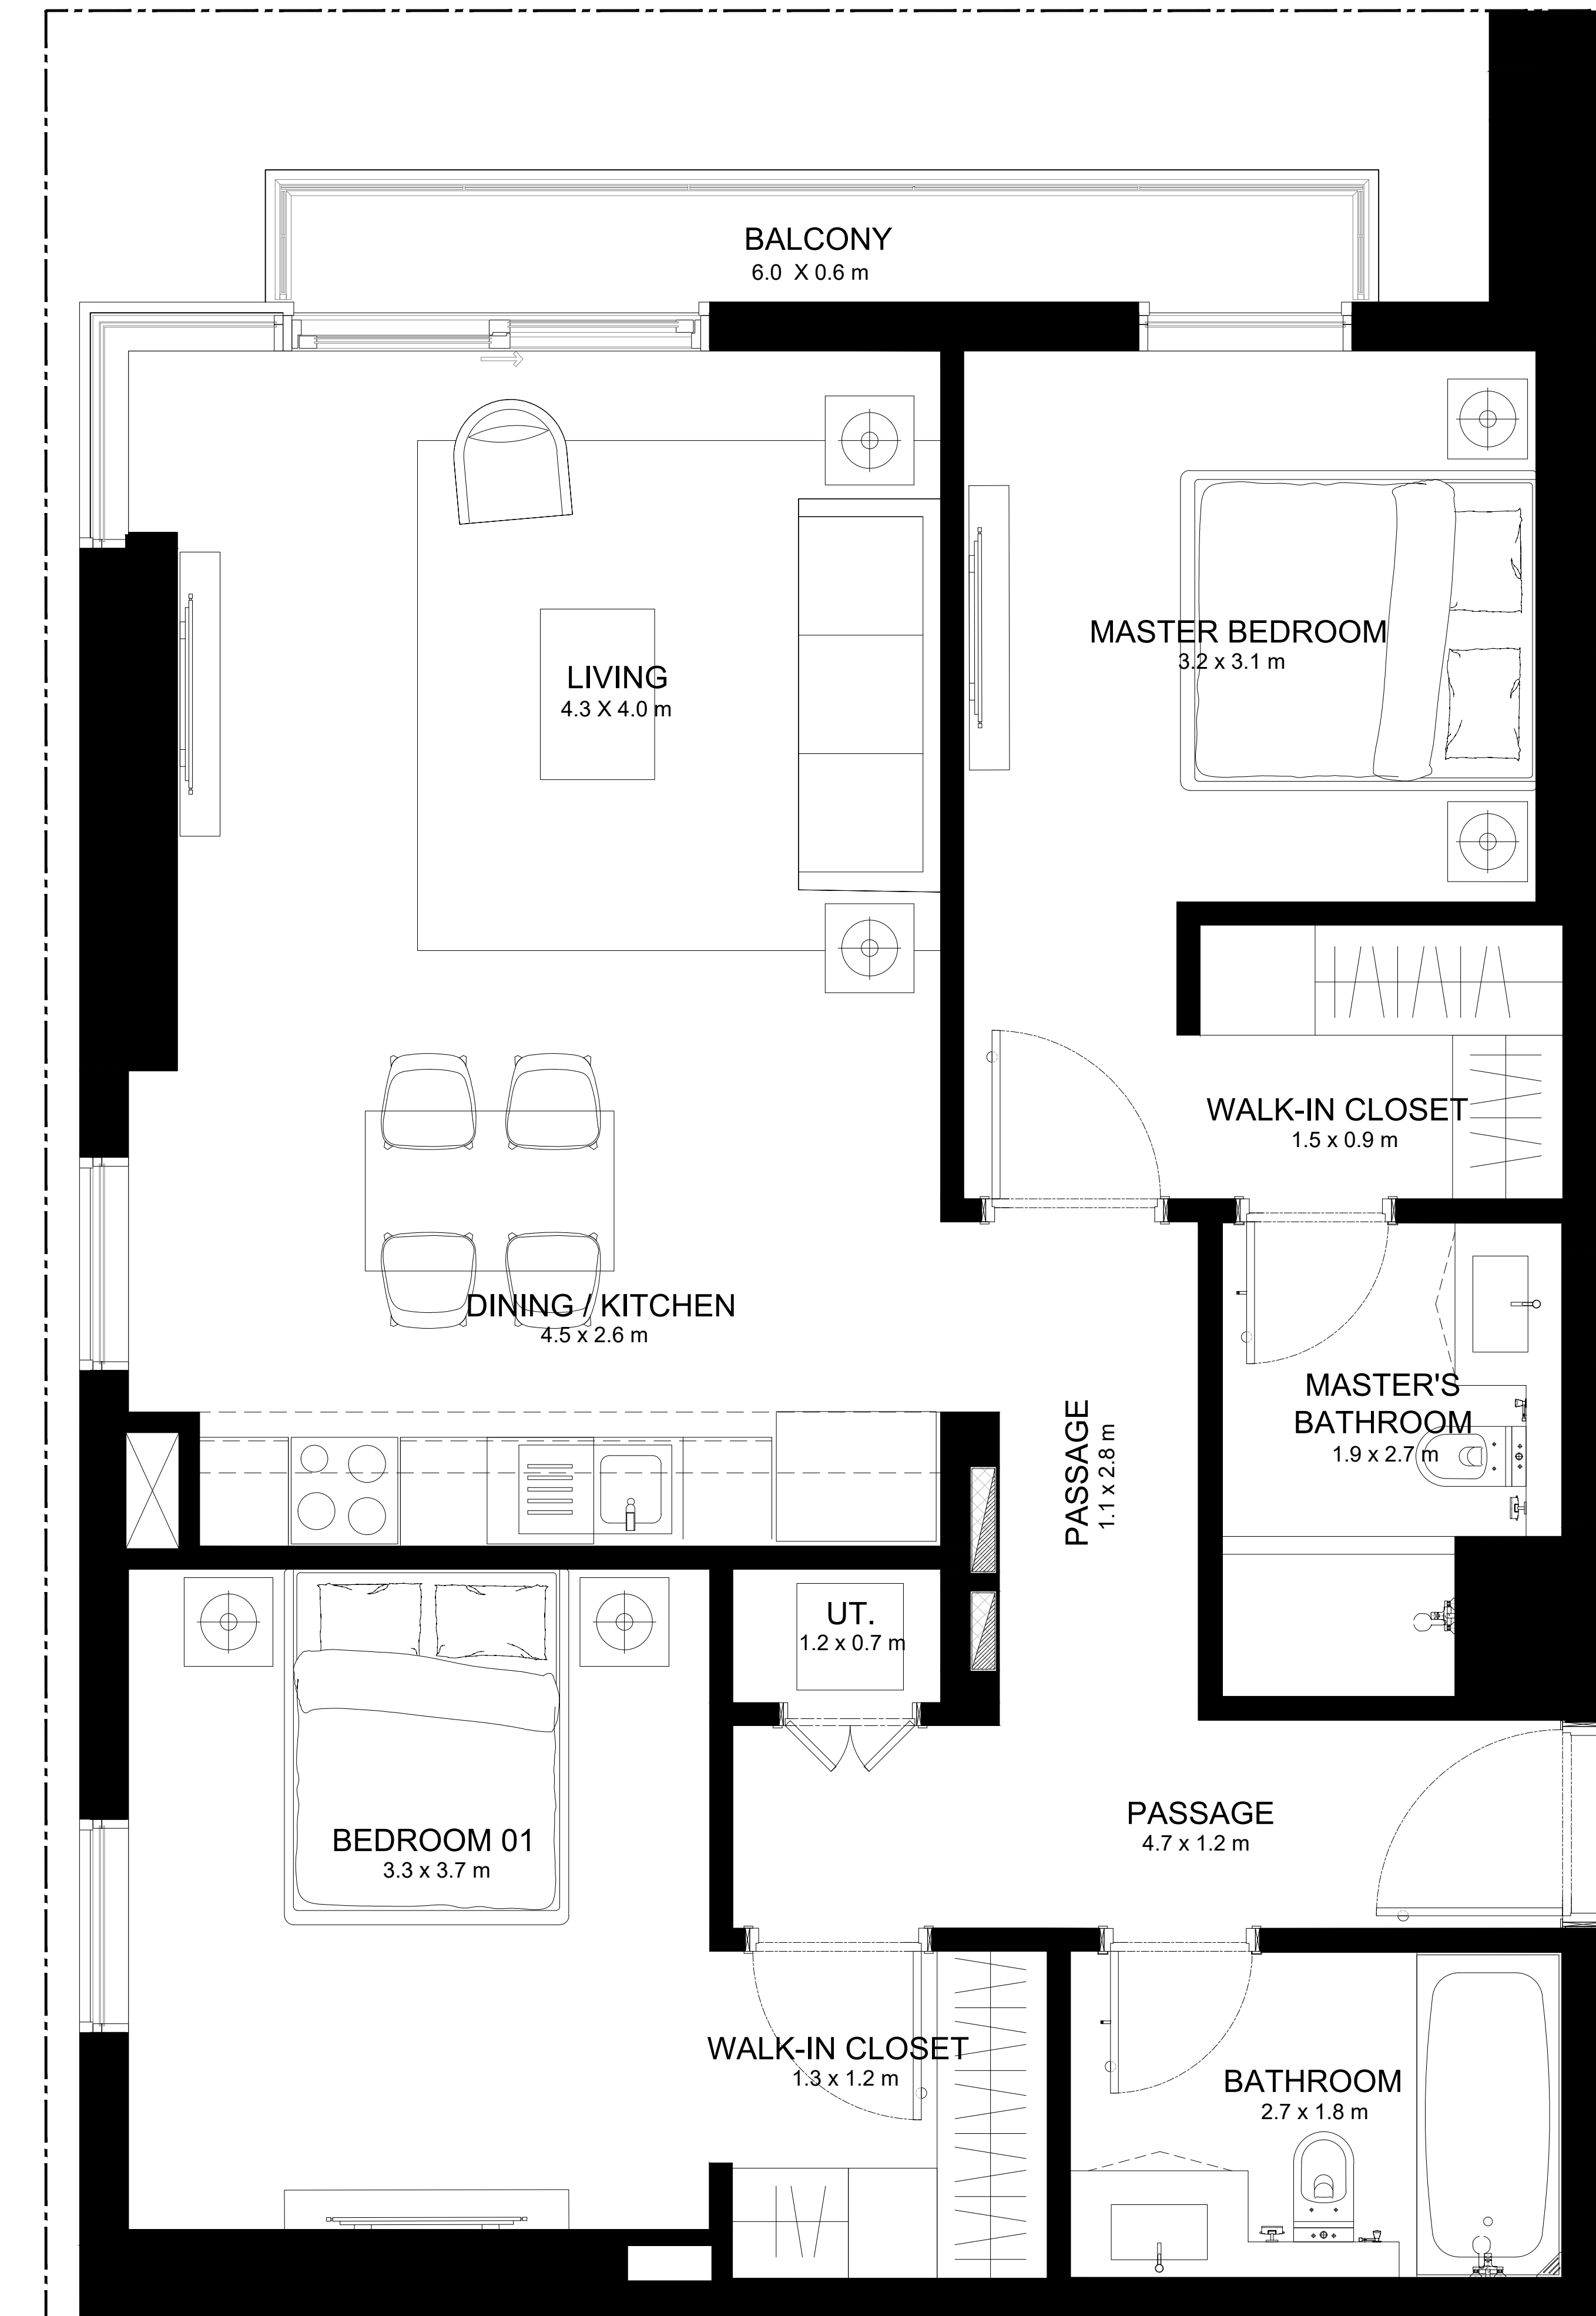 BALCONY
6.0 X 0.6 m
MASTER BEDROOM
3.2 x 3.1 m
LIVING
4.3 X 4.0 m
WALK-IN CLOSET
1.5 x 0.9 m
DINING / KITCHEN
4.5 x 2.6 m
MASTER'S
BATHROOM
1.9 x 2.7 m
PASSAGE
1.1 x 2.8 m
UT.
1.2 x 0.7 m
PASSAGE
4.7 x 1.2 m
BEDROOM 01
3.3 x 3.7 m
WALK-IN CLOSET
1.3 x 1.2 m
BATHROOM
2.7 x 1.8 m